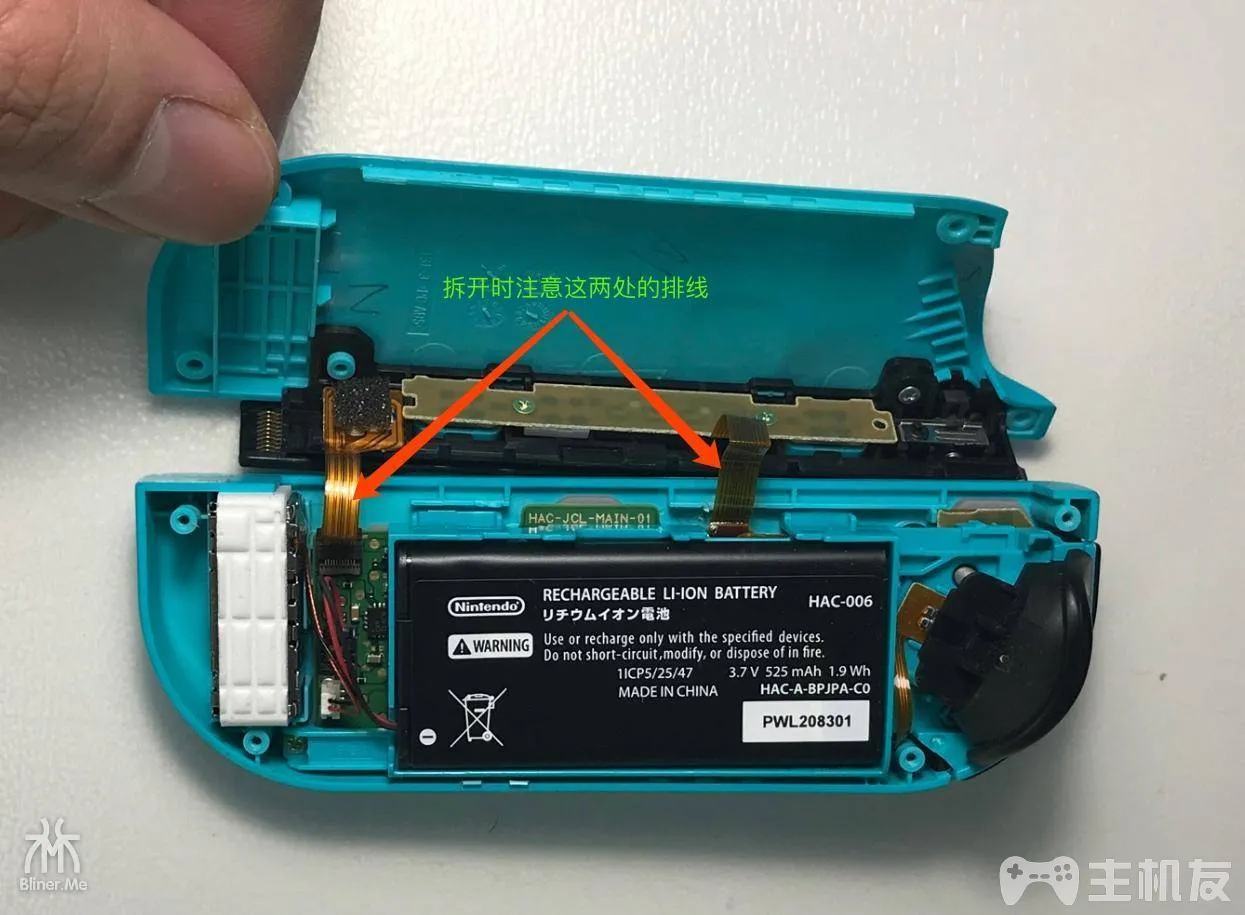 拆开时注意这两处的排线
HAC-JCL-MAIN-01
Nintendo
RECHARGEABLE LI-ION BATTERY
リチウムイオン電池
HAC-006
WARNING
Use or recharge only with the specified devices.
Do not short-circuit,modify, or dispose of in fire.
1ICP5/25/47 3.7 V 525 mAh 1.9 Wh
MADE IN CHINA HAC-A-BPJPA-C0
PWL208301
Bliner.Me
主机友